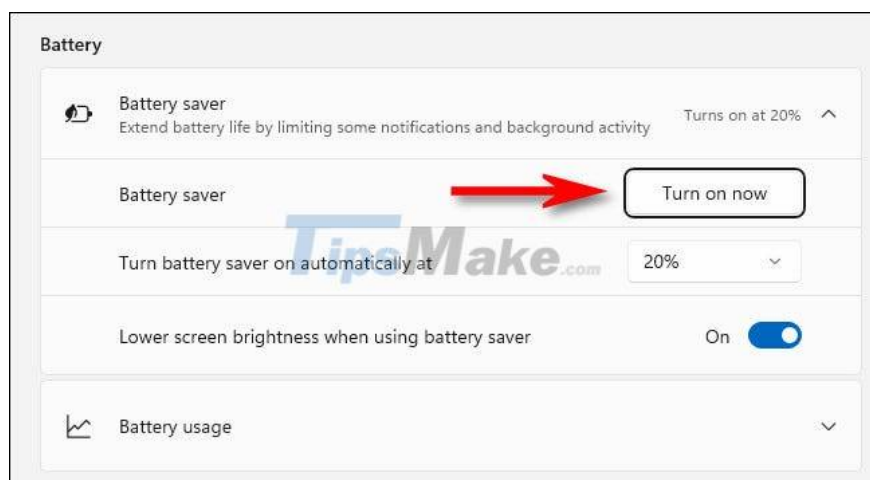 Battery
Battery saver
Extend battery life by limiting some notifications and background activity
Turns on at 20%
Battery saver
Turn on now
TipsMake.com
Turn battery saver on automatically at
20%
Lower screen brightness when using battery saver
On
Battery usage